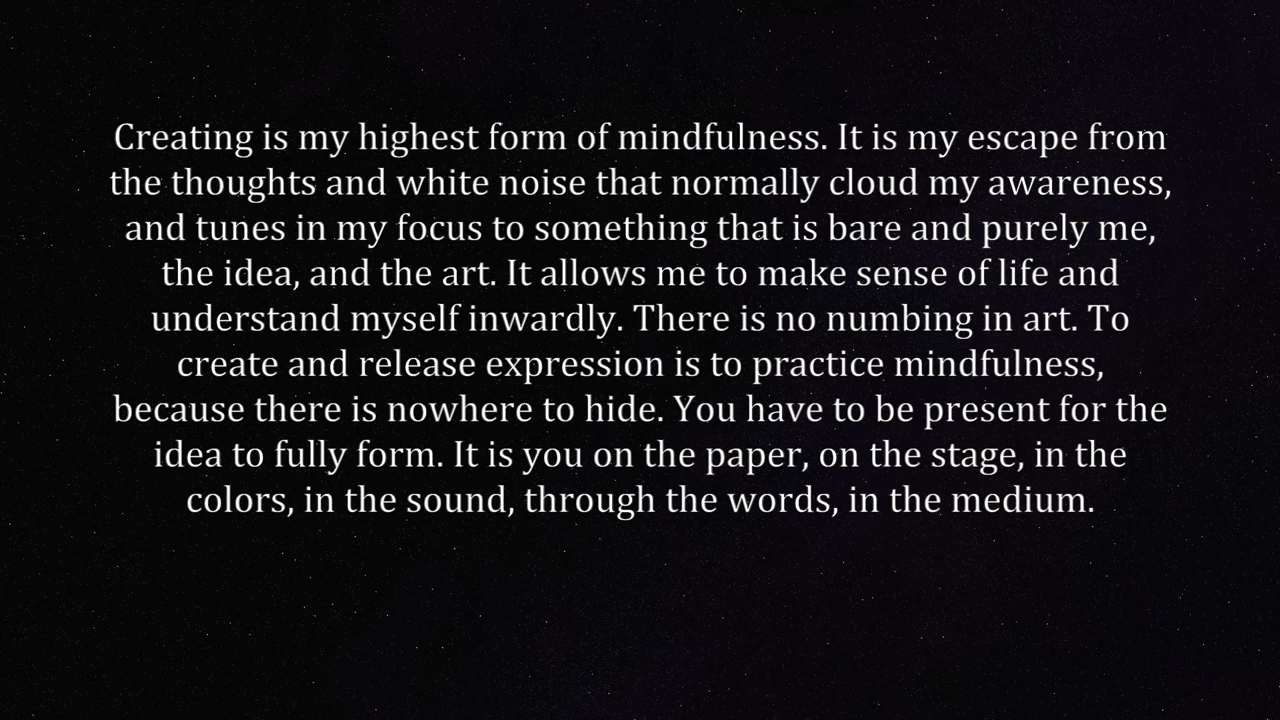 Creating is my highest form of mindfulness. It is my escape from
the thoughts and white noise that normally cloud my awareness,
and tunes in my focus to something that is bare and purely me,
the idea, and the art. It allows me to make sense of life and
understand myself inwardly. There is no numbing in art. To
create and release expression is to practice mindfulness,
because there is nowhere to hide. You have to be present for the
idea to fully form. It is you on the paper, on the stage, in the
colors, in the sound, through the words, in the medium.